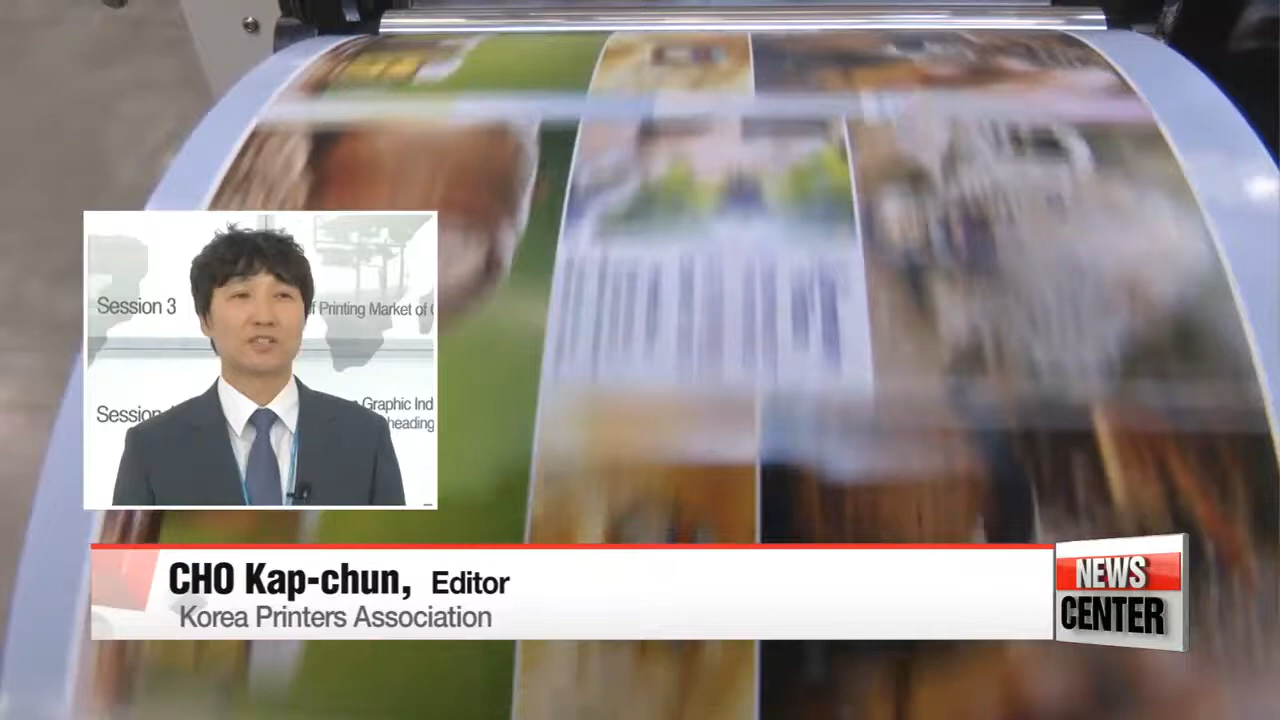 Session 3
f Printing Market of
Session
Graphic Ind
heading
CHO Kap-chun, Editor
Korea Printers Association
NEWS
CENTER